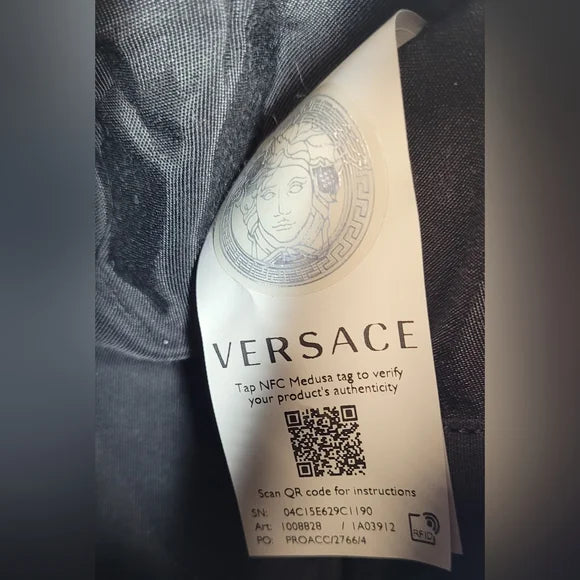 VERSACE
Tap NFC Medusa tag to verify
your product's authenticity
Scan QR code for instructions
SN: 04C15E629C1190
Art: 1008828 / 1A03912
PO: PROACC/2766/4
RFID